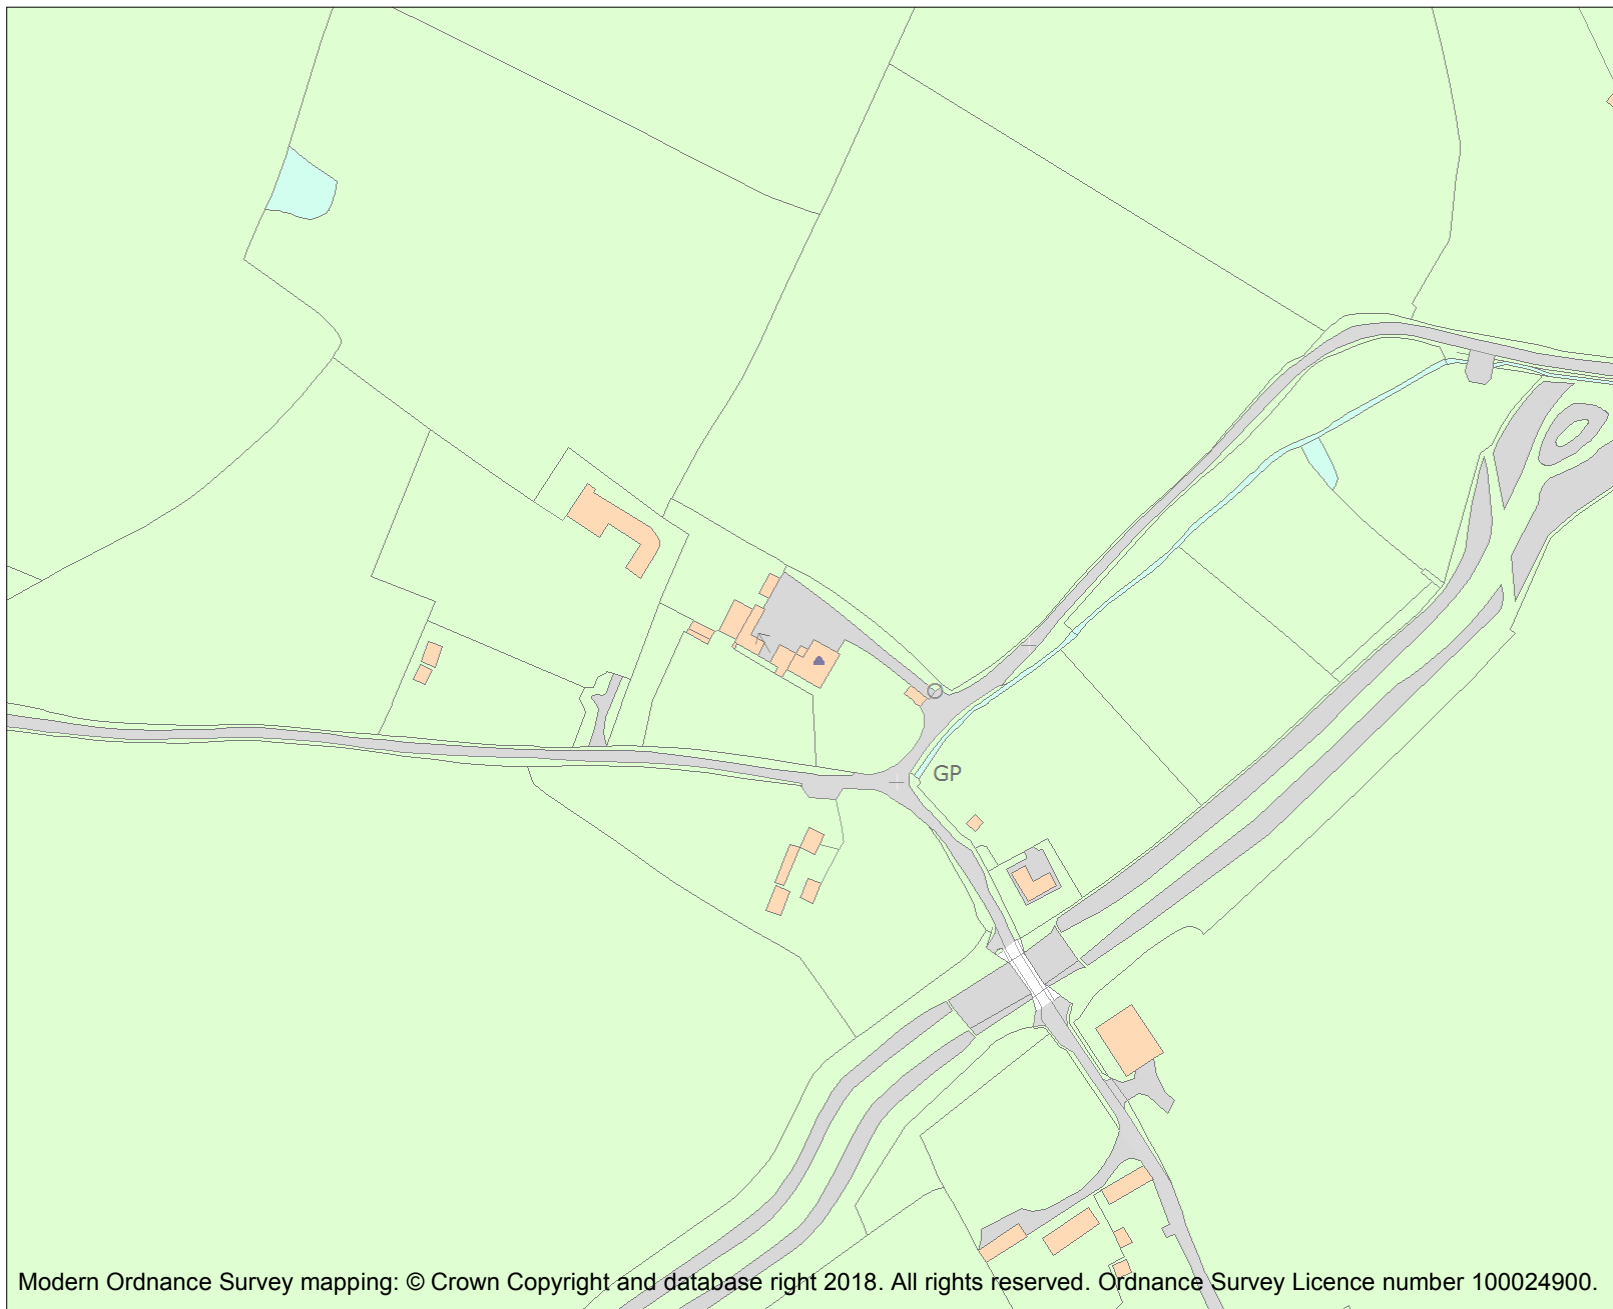 GP
Modern Ordnance Survey mapping: © Crown Copyright and database right 2018. All rights reserved. Ordnance Survey Licence number 100024900.